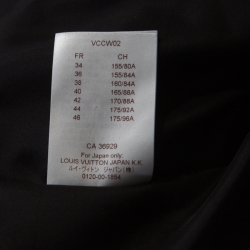 VCCW02
FR CH
34 155/80A
36 155/84A
38 160/84A
40 165/88A
42 170/88A
44 175/92A
46 175/96A
CA 36929
For Japan only:
LOUIS VUITTON JAPAN K.K.
ルイ・ヴィトン ジャパン(株)
0120-00-1854